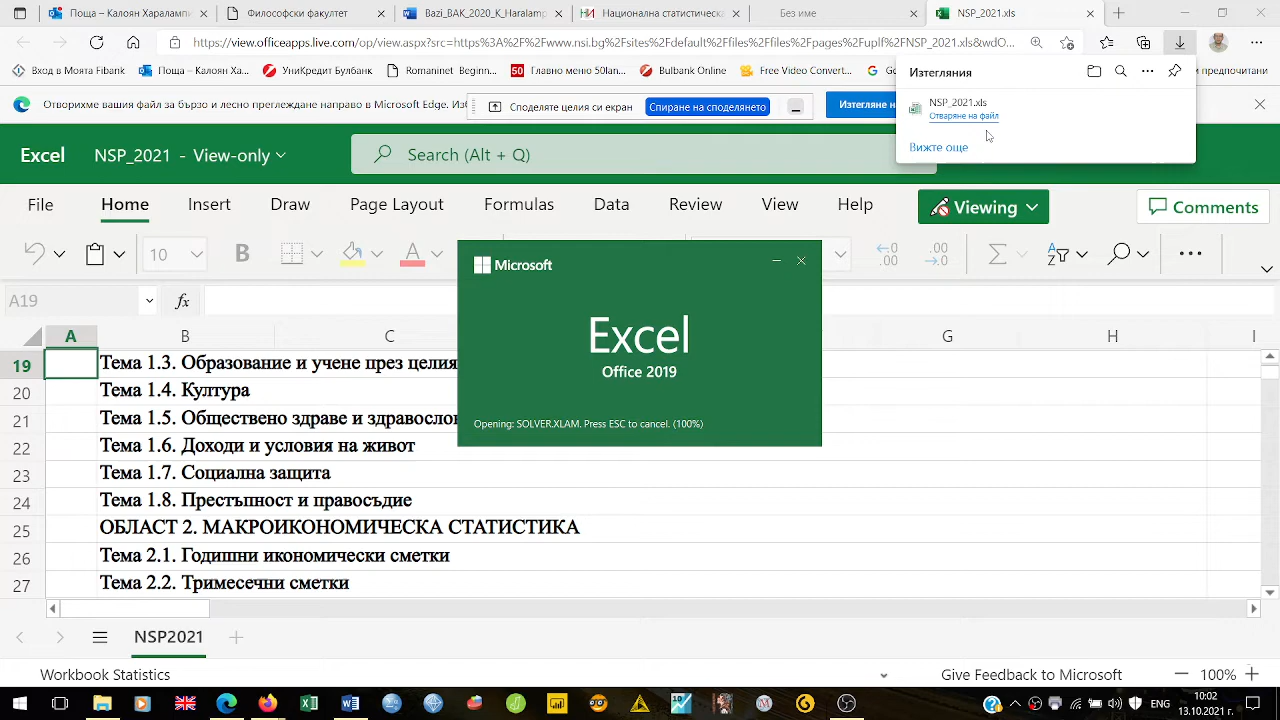 Поща – Калоян Харалампи
Философски факултет
Bazi_BAK_2020_K_Haralamp
Национална статистическа
Без име
NSP_2021.xls
https://view.officeapps.live.com/op/view.aspx?src=https%3A%2F%2Fwww.nsi.bg%2Fsites%2Fdefault%2Ffiles%2Ffiles%2Fpages%2Fuplf%2FNSP_2021.xls&wdO...
Вход в Моята Fibank
Поща – Калоян Хара...
УниКредит Булбанк
Romaninet Beginner...
50 Главно меню 50lan...
Bulbank Online
Free Video Convert...
предпочитани
Изтегляния
NSP_2021.xls
Отваряне на файл
Вижте още
Отворихме вашия файл за бързо и лесно преглеждане направо в Microsoft Edge.
Споделяте целия си екран
Спиране на споделянето
Изтегляне на
Excel
NSP_2021 - View-only
Search (Alt + Q)
File
Home
Insert
Draw
Page Layout
Formulas
Data
Review
View
Help
Viewing
Comments
10
B
A
A19
fx
Microsoft
Excel
Office 2019
Opening: SOLVER.XLAM. Press ESC to cancel. (100%)
A B C G H I
19 Тема 1.3. Образование и учене през целия
20 Тема 1.4. Култура
21 Тема 1.5. Обществено здраве и здравослов
22 Тема 1.6. Доходи и условия на живот
23 Тема 1.7. Социална защита
24 Тема 1.8. Престъпност и правосъдие
25 ОБЛАСТ 2. МАКРОИКОНОМИЧЕСКА СТАТИСТИКА
26 Тема 2.1. Годишни икономически сметки
27 Тема 2.2. Тримесечни сметки
NSP2021
Workbook Statistics
Give Feedback to Microsoft
100%
ENG
10:02
13.10.2021 г.